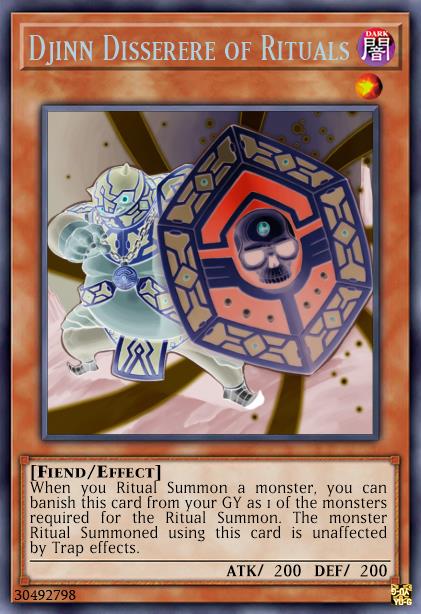 Djinn Disserere of Rituals
DARK
闇
[Fiend/Effect]
When you Ritual Summon a monster, you can
banish this card from your GY as 1 of the monsters
required for the Ritual Summon. The monster
Ritual Summoned using this card is unaffected
by Trap effects.
ATK/ 200 DEF/ 200
30492798